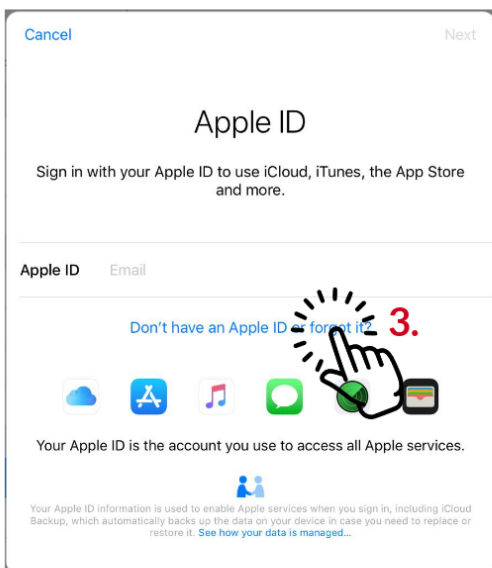 Cancel
Next
Apple ID
Sign in with your Apple ID to use iCloud, iTunes, the App Store
and more.
Apple ID Email
Don't have an Apple ID or forgot it? 3.
Your Apple ID is the account you use to access all Apple services.
Your Apple ID information is used to enable Apple services when you sign in, including iCloud
Backup, which automatically backs up the data on your device in case you need to replace or
restore it. See how your data is managed...